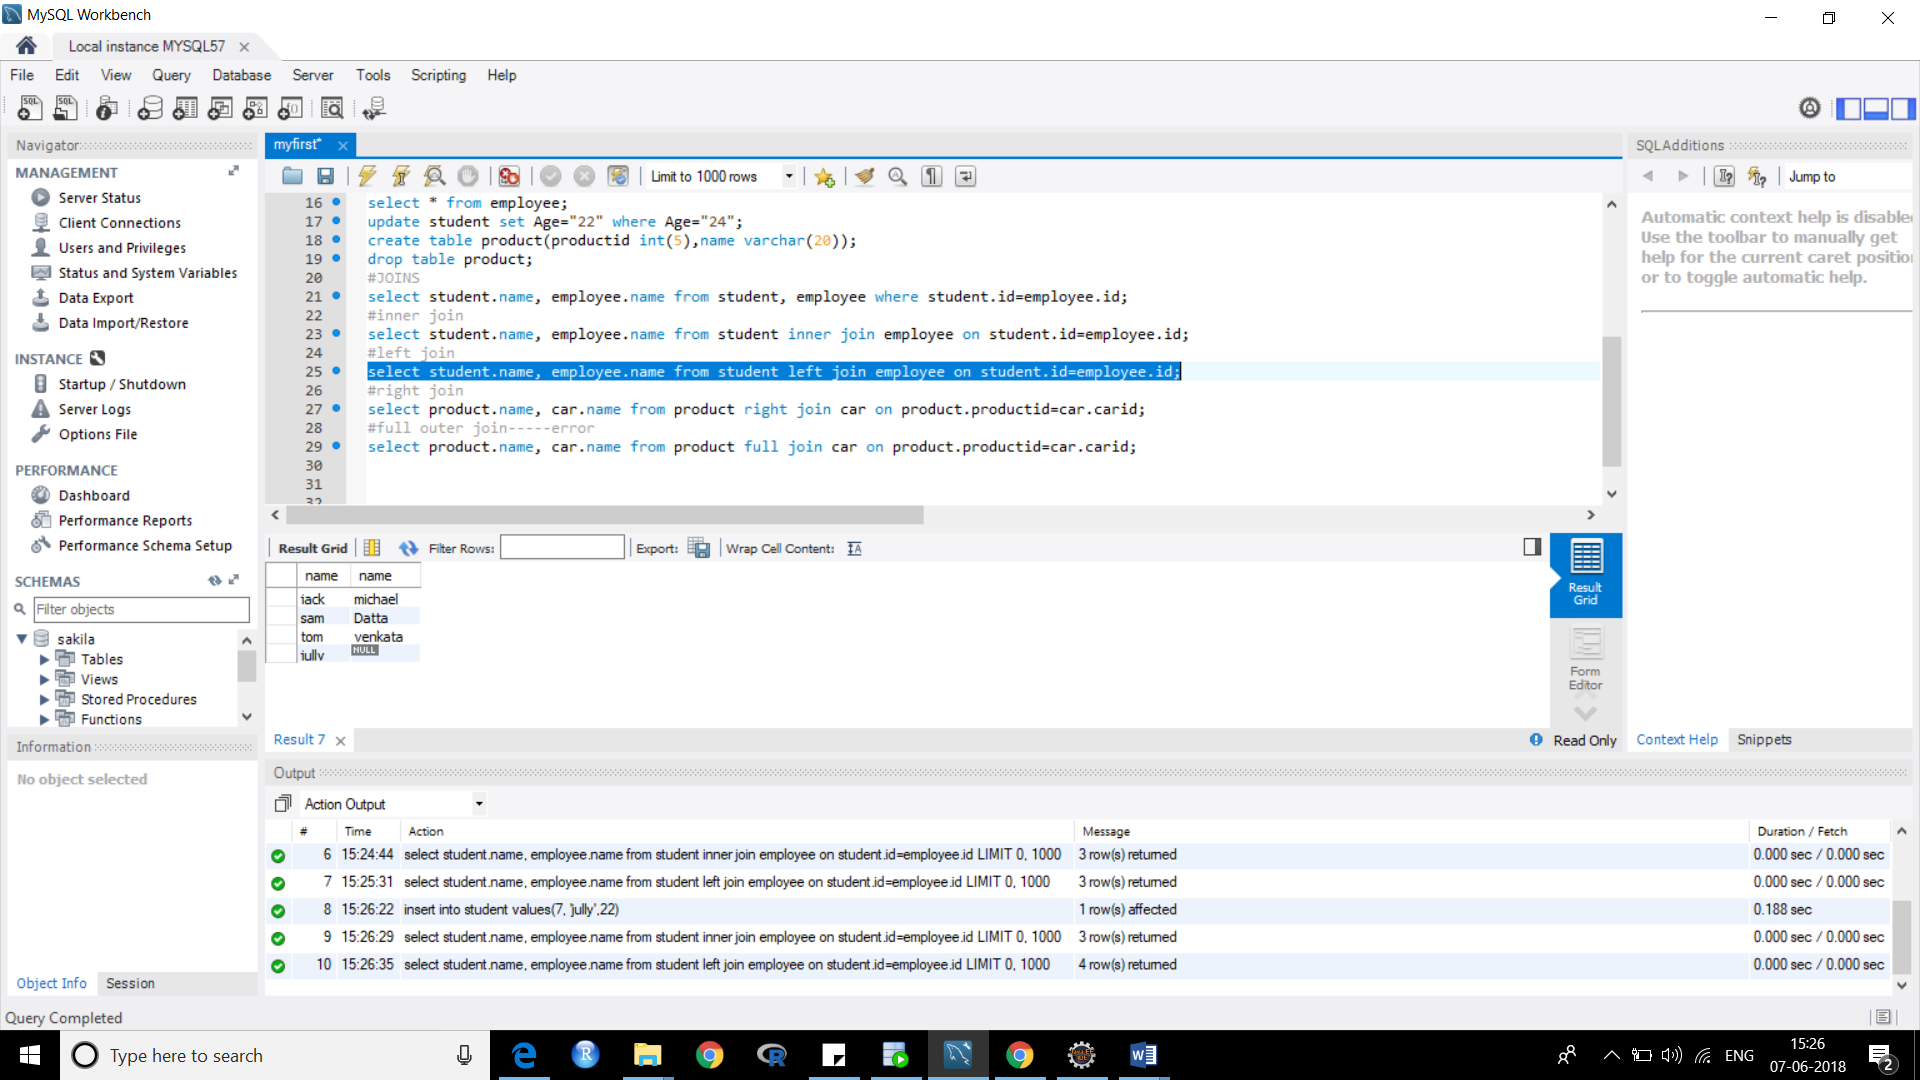 MySQL Workbench
Local instance MYSQL57
File Edit View Query Database Server Tools Scripting Help
Navigator
MANAGEMENT
Server Status
Client Connections
Users and Privileges
Status and System Variables
Data Export
Data Import/Restore
INSTANCE
Startup / Shutdown
Server Logs
Options File
PERFORMANCE
Dashboard
Performance Reports
Performance Schema Setup
SCHEMAS
Filter objects
sakila
Tables
Views
Stored Procedures
Functions
Information
No object selected
Object Info Session
myfirst*
Limit to 1000 rows
16 select * from employee;
17 update student set Age="22" where Age="24";
18 create table product(productid int(5),name varchar(20));
19 drop table product;
20 #JOINS
21 select student.name, employee.name from student, employee where student.id=employee.id;
22 #inner join
23 select student.name, employee.name from student inner join employee on student.id=employee.id;
24 #left join
25 select student.name, employee.name from student left join employee on student.id=employee.id;
26 #right join
27 select product.name, car.name from product right join car on product.productid=car.carid;
28 #full outer join-----error
29 select product.name, car.name from product full join car on product.productid=car.carid;
30
31
32
Result Grid Filter Rows: Export: Wrap Cell Content:
name name
jack michael
sam Datta
tom venkata
jully NULL
Result Grid
Form Editor
Result 7
Read Only
SQLAdditions
Jump to
Automatic context help is disable
Use the toolbar to manually get
help for the current caret positio
or to toggle automatic help.
Context Help Snippets
Output
Action Output
# Time Action Message Duration / Fetch
6 15:24:44 select student.name, employee.name from student inner join employee on student.id=employee.id LIMIT 0, 1000 3 row(s) returned 0.000 sec / 0.000 sec
7 15:25:31 select student.name, employee.name from student left join employee on student.id=employee.id LIMIT 0, 1000 3 row(s) returned 0.000 sec / 0.000 sec
8 15:26:22 insert into student values(7, 'jully',22) 1 row(s) affected 0.188 sec
9 15:26:29 select student.name, employee.name from student inner join employee on student.id=employee.id LIMIT 0, 1000 3 row(s) returned 0.000 sec / 0.000 sec
10 15:26:35 select student.name, employee.name from student left join employee on student.id=employee.id LIMIT 0, 1000 4 row(s) returned 0.000 sec / 0.000 sec
Query Completed
Type here to search
ENG
15:26
07-06-2018
2